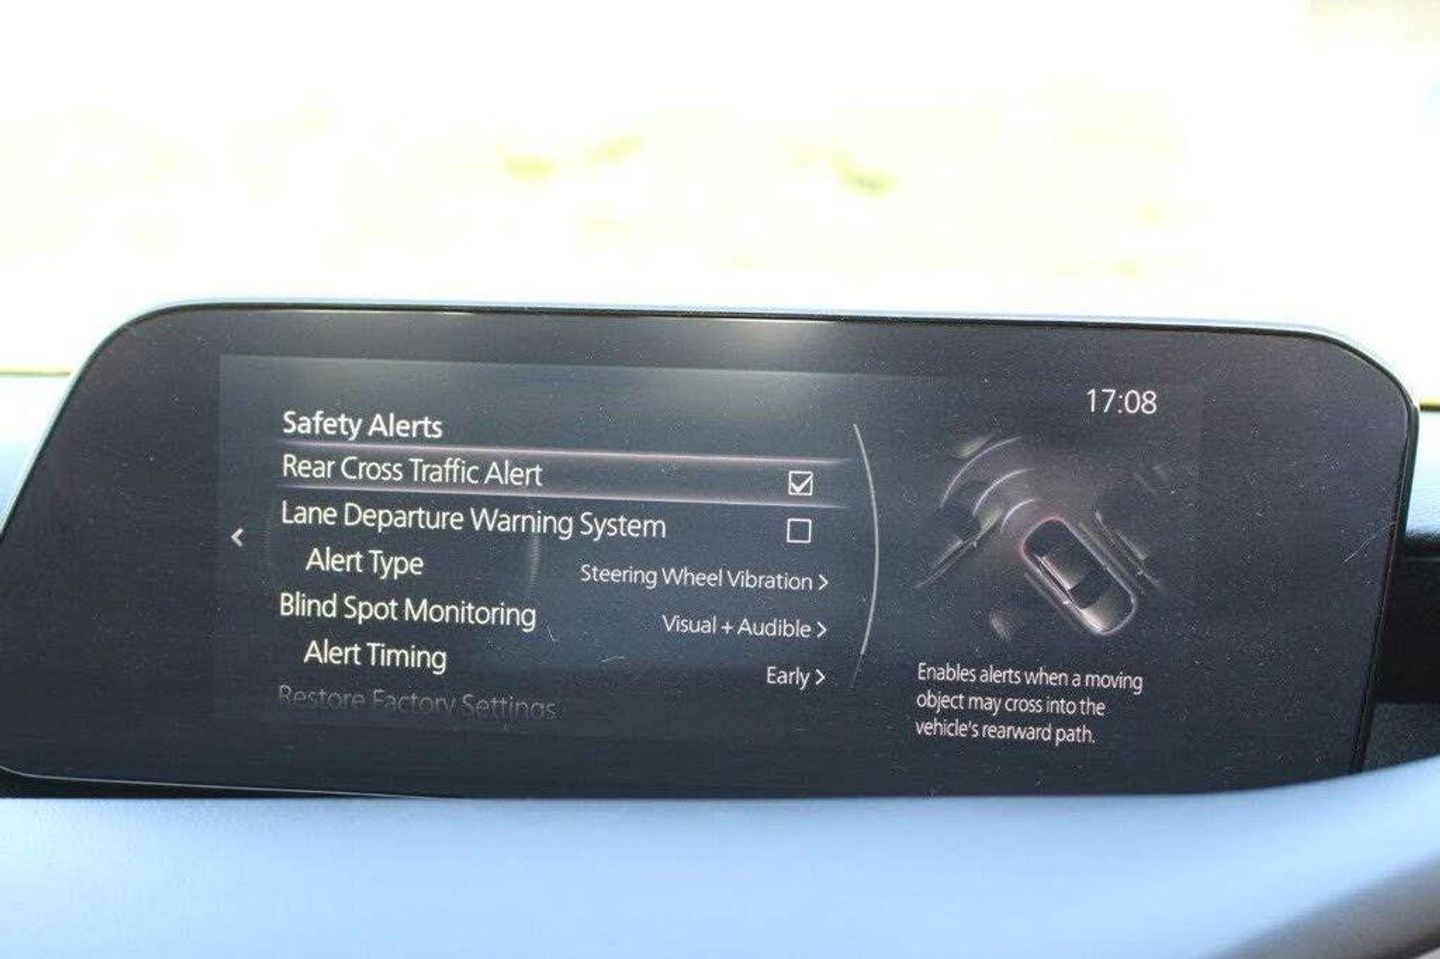 17:08
Safety Alerts
Rear Cross Traffic Alert
Lane Departure Warning System
Alert Type Steering Wheel Vibration >
Blind Spot Monitoring Visual + Audible >
Alert Timing Early >
Restore Factory Settings
<
Enables alerts when a moving
object may cross into the
vehicle's rearward path.